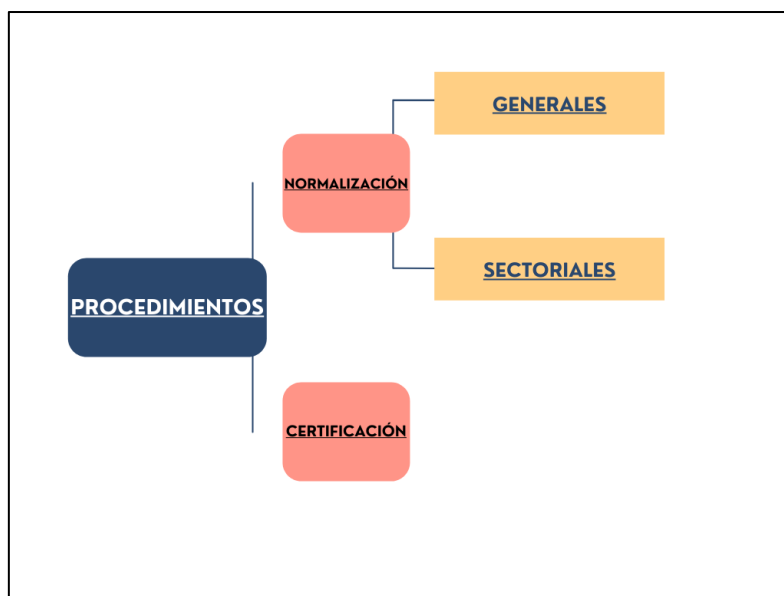 GENERALES
NORMALIZACIÓN
SECTORIALES
PROCEDIMIENTOS
CERTIFICACIÓN